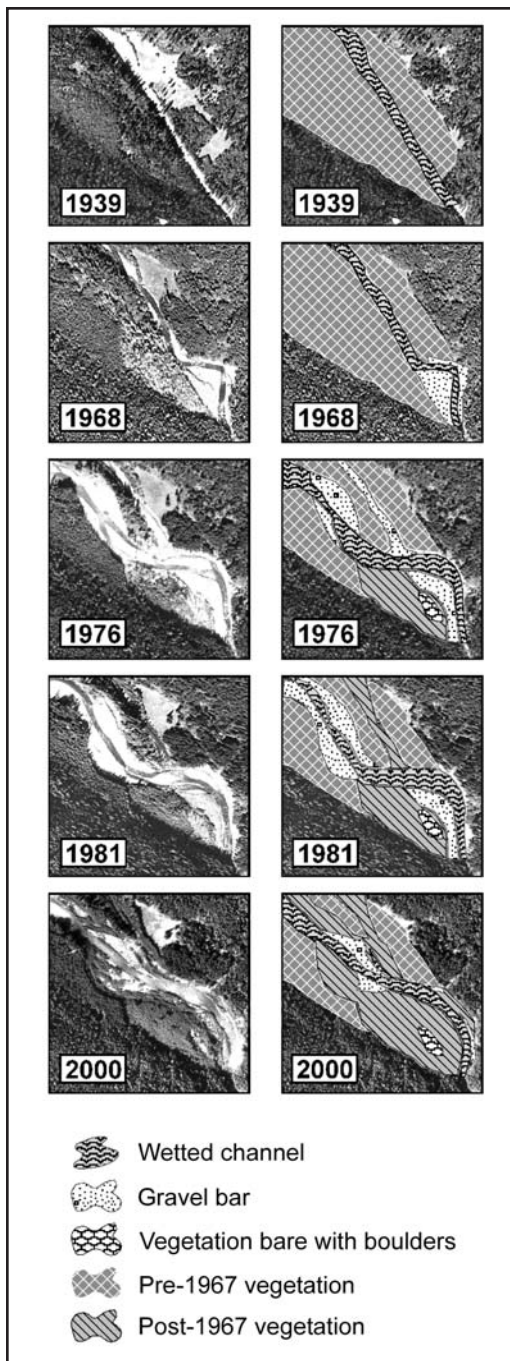 1939 1939
1968 1968
1976 1976
1981 1981
2000 2000
Wetted channel
Gravel bar
Vegetation bare with boulders
Pre-1967 vegetation
Post-1967 vegetation